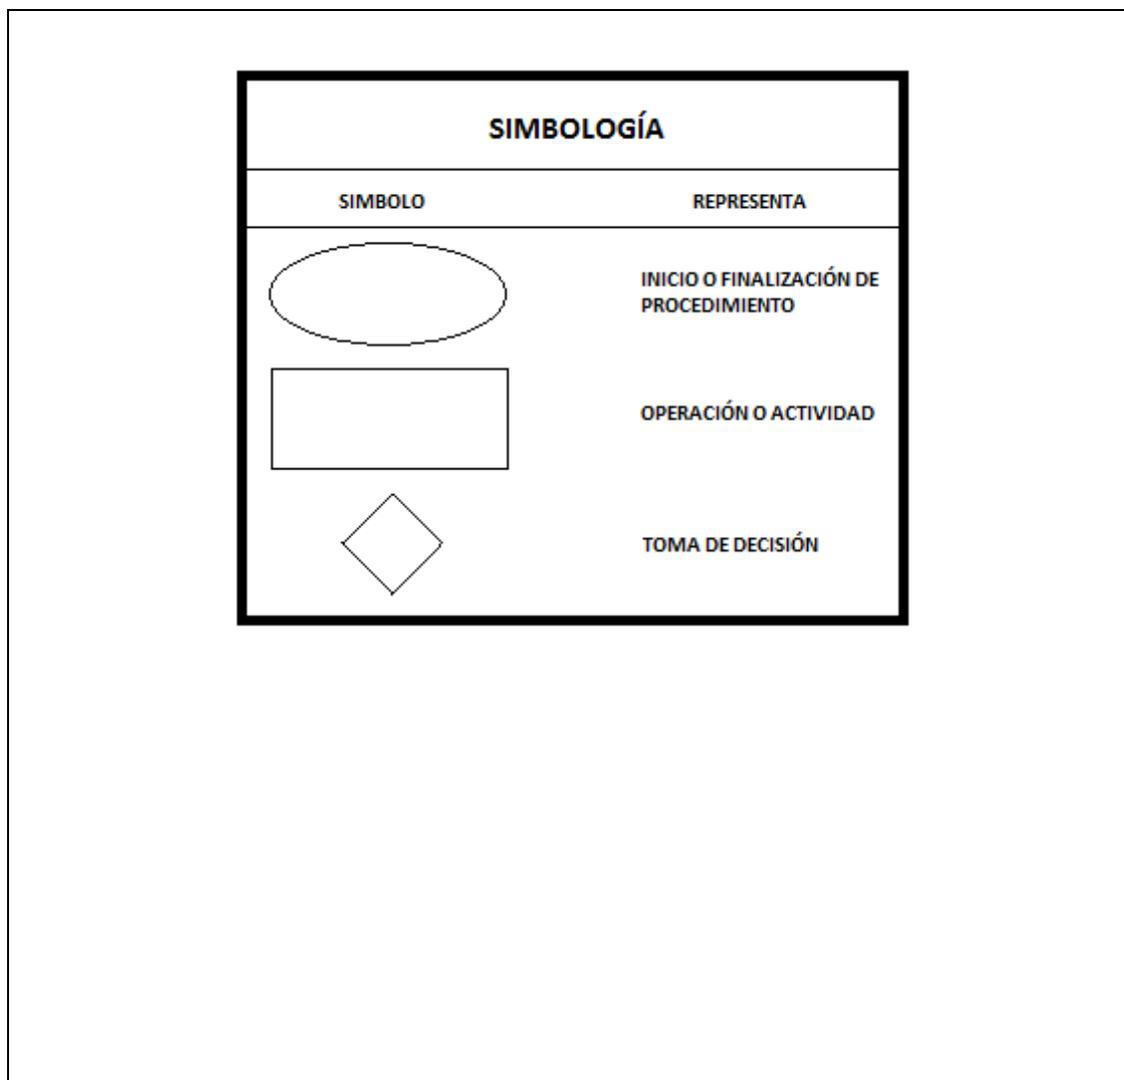 SIMBOLOGÍA
SIMBOLO REPRESENTA
INICIO O FINALIZACIÓN DE
PROCEDIMIENTO
OPERACIÓN O ACTIVIDAD
TOMA DE DECISIÓN